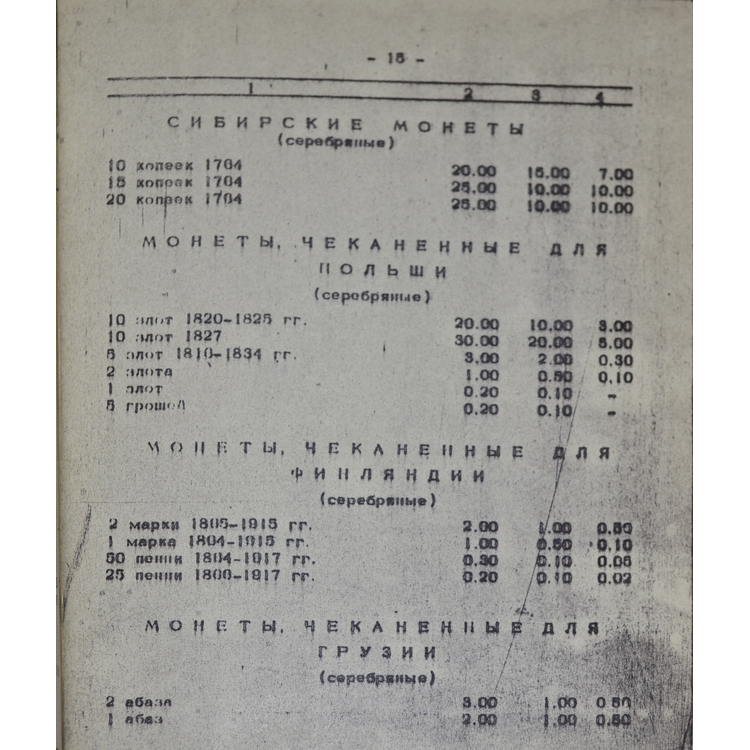 - 15 -
1 2 3 4
СИБИРСКИЕ МОНЕТЫ
(серебряные)
10 копеек 1764 20.00 15.00 7.00
15 копеек 1764 25.00 10.00 10.00
20 копеек 1764 25.00 10.00 10.00
МОНЕТЫ, ЧЕКАНЕННЫЕ ДЛЯ
ПОЛЬШИ
(серебряные)
10 злот 1820-1825 гг. 20.00 10.00 3.00
10 злот 1827 30.00 20.00 5.00
5 злот 1816-1834 гг. 3.00 2.00 0.30
2 злота 1.00 0.50 0.10
1 злот 0.20 0.10 -
5 грошей 0.20 0.10 -
МОНЕТЫ, ЧЕКАНЕННЫЕ ДЛЯ
ФИНЛЯНДИИ
(серебряные)
2 марки 1865-1915 гг. 2.00 1.00 0.50
1 марка 1864-1915 гг. 1.00 0.50 0.10
50 пенни 1864-1917 гг. 0.30 0.10 0.05
25 пенни 1866-1917 гг. 0.20 0.10 0.02
МОНЕТЫ, ЧЕКАНЕННЫЕ ДЛЯ
ГРУЗИИ
(серебряные)
2 абаза 3.00 1.00 0 50
1 абаз 2.00 1.00 0.50